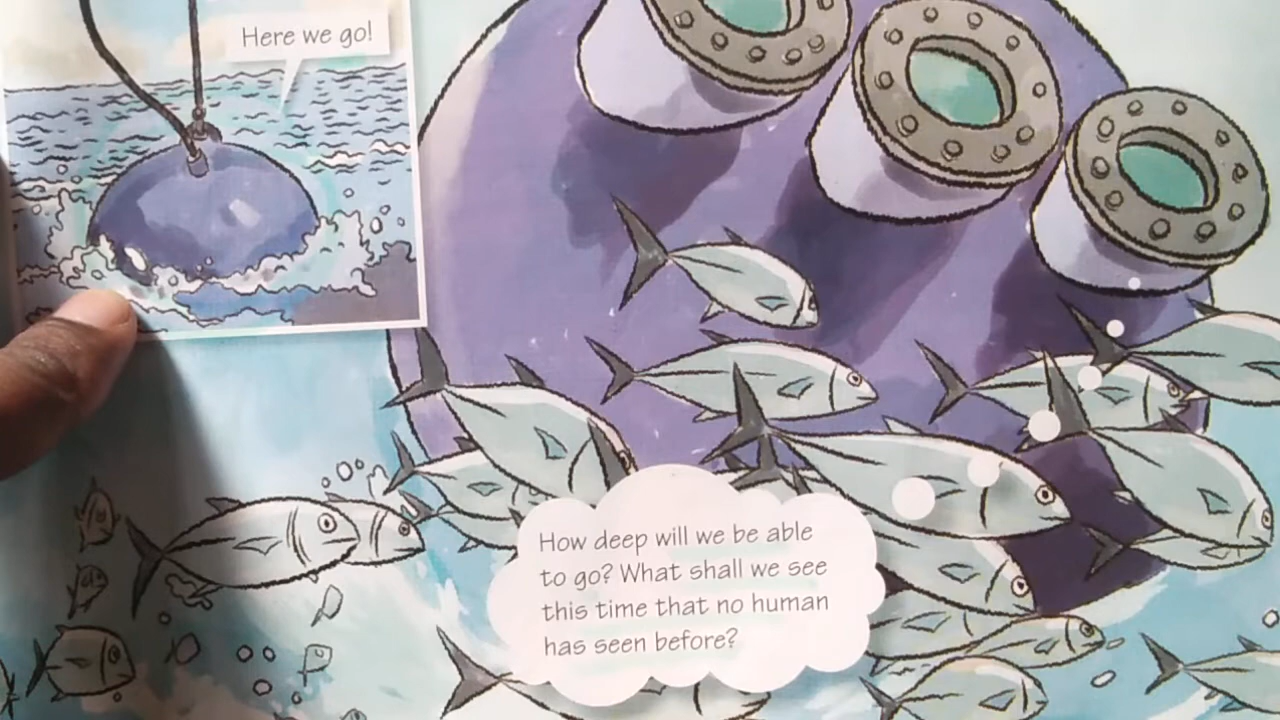 Here we go!
How deep will we be able
to go? What shall we see
this time that no human
has seen before?